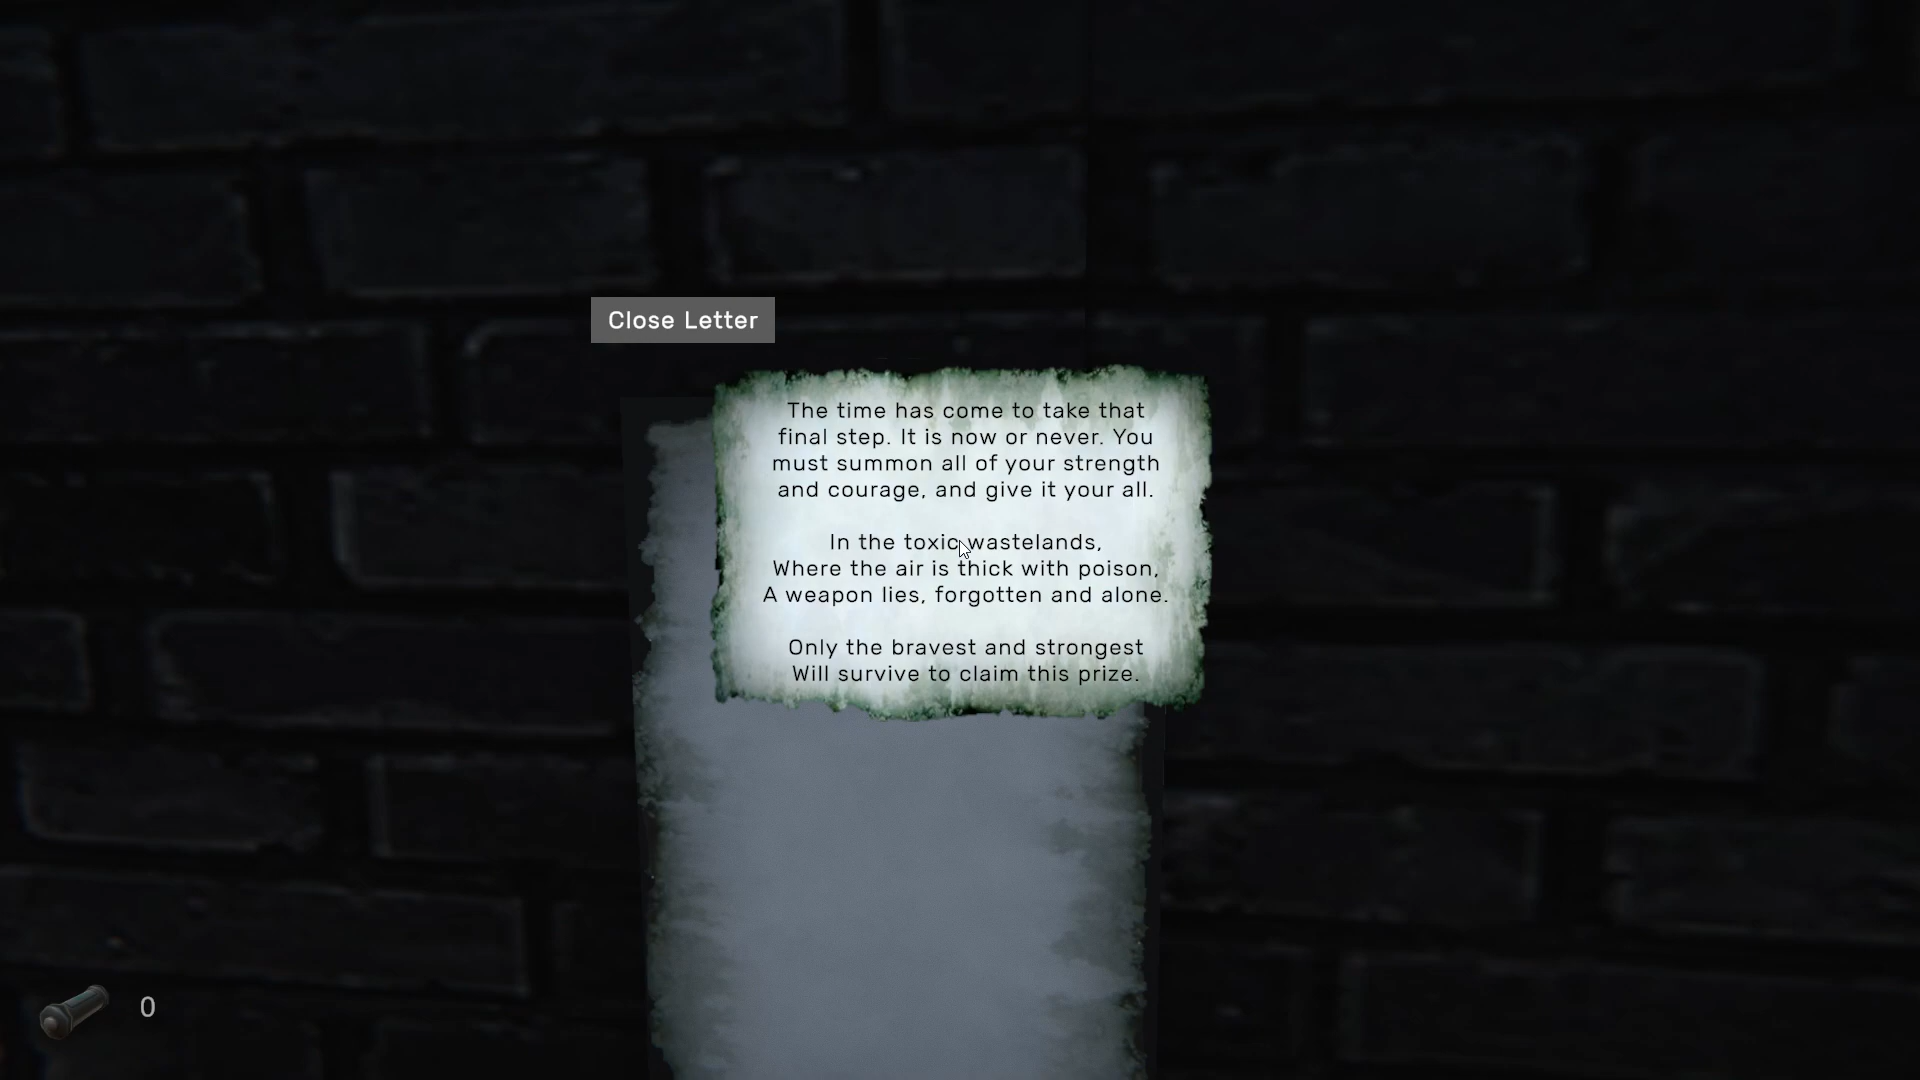 Close Letter
The time has come to take that
final step. It is now or never. You
must summon all of your strength
and courage, and give it your all.
In the toxic wastelands,
Where the air is thick with poison,
A weapon lies, forgotten and alone.
Only the bravest and strongest
Will survive to claim this prize.
0